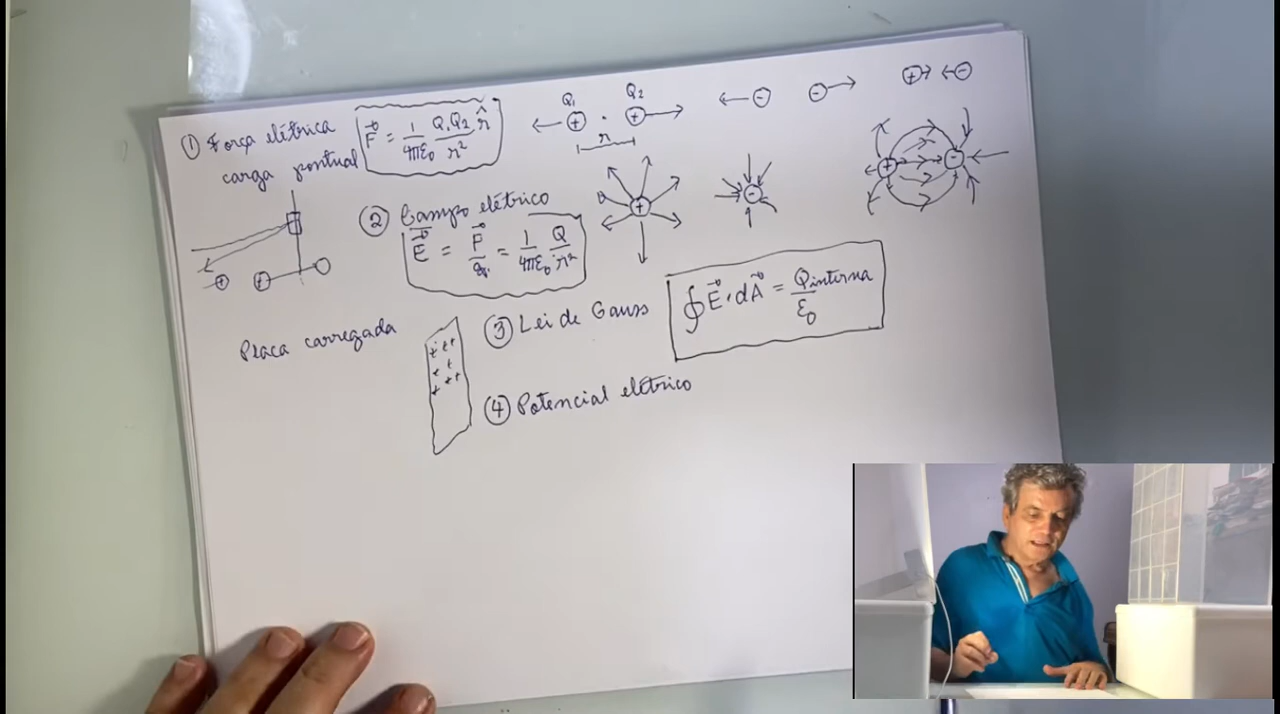 ① Força elétrica
carga pontual
F⃗ = 1/4πε₀ Q₁Q₂/r² r̂
Q₁ Q₂
+ + - - + -
r
② Campo elétrico
E⃗ = F⃗/q = 1/4πε₀ Q/r²
+ - + -
+ +
③ Lei de Gauss
∮ E⃗ · dA⃗ = Qinterna/ε₀
Placa carregada
+ + +
+ +
+ + +
④ Potencial elétrico